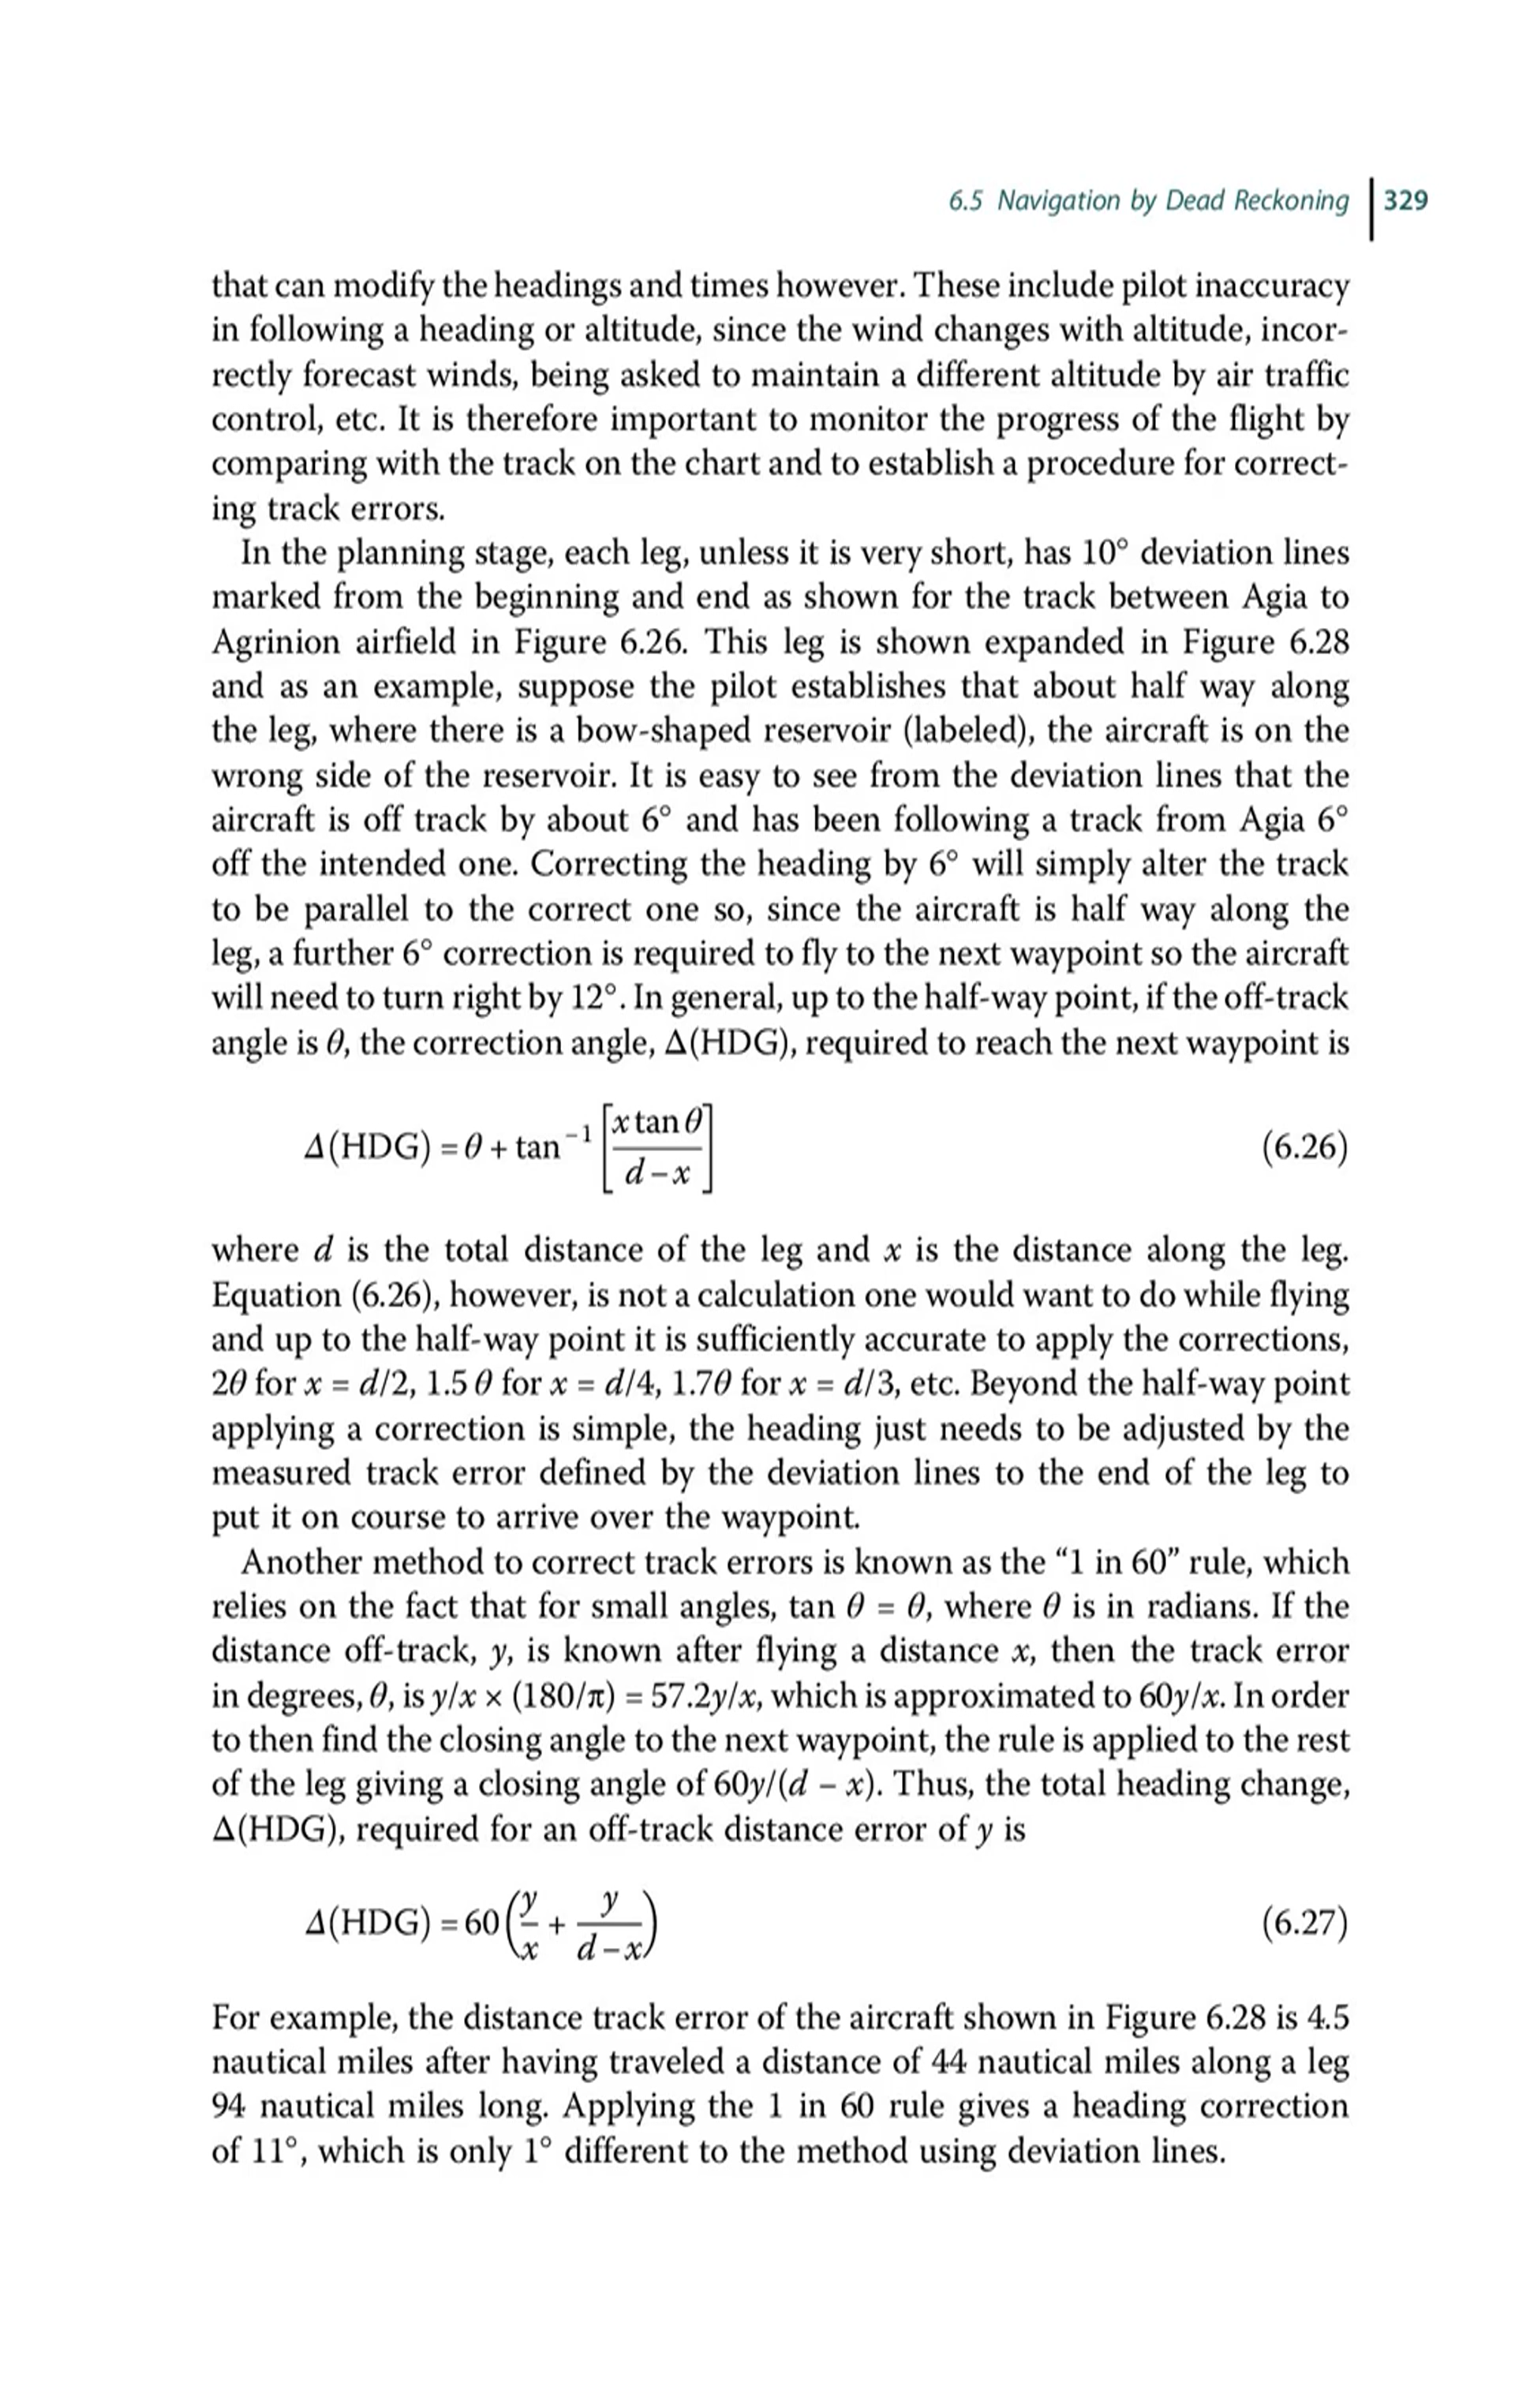 6.5 Navigation by Dead Reckoning | 329
that can modify the headings and times however. These include pilot inaccuracy
in following a heading or altitude, since the wind changes with altitude, incor-
rectly forecast winds, being asked to maintain a different altitude by air traffic
control, etc. It is therefore important to monitor the progress of the flight by
comparing with the track on the chart and to establish a procedure for correct-
ing track errors.
In the planning stage, each leg, unless it is very short, has 10° deviation lines
marked from the beginning and end as shown for the track between Agia to
Agrinion airfield in Figure 6.26. This leg is shown expanded in Figure 6.28
and as an example, suppose the pilot establishes that about half way along
the leg, where there is a bow-shaped reservoir (labeled), the aircraft is on the
wrong side of the reservoir. It is easy to see from the deviation lines that the
aircraft is off track by about 6° and has been following a track from Agia 6°
off the intended one. Correcting the heading by 6° will simply alter the track
to be parallel to the correct one so, since the aircraft is half way along the
leg, a further 6° correction is required to fly to the next waypoint so the aircraft
will need to turn right by 12°. In general, up to the half-way point, if the off-track
angle is θ, the correction angle, Δ(HDG), required to reach the next waypoint is
Δ(HDG) = θ + tan⁻¹ [x tan θ / d − x] (6.26)
where d is the total distance of the leg and x is the distance along the leg.
Equation (6.26), however, is not a calculation one would want to do while flying
and up to the half-way point it is sufficiently accurate to apply the corrections,
2θ for x = d/2, 1.5 θ for x = d/4, 1.7θ for x = d/3, etc. Beyond the half-way point
applying a correction is simple, the heading just needs to be adjusted by the
measured track error defined by the deviation lines to the end of the leg to
put it on course to arrive over the waypoint.
Another method to correct track errors is known as the “1 in 60” rule, which
relies on the fact that for small angles, tan θ = θ, where θ is in radians. If the
distance off-track, y, is known after flying a distance x, then the track error
in degrees, θ, is y/x × (180/π) = 57.2y/x, which is approximated to 60y/x. In order
to then find the closing angle to the next waypoint, the rule is applied to the rest
of the leg giving a closing angle of 60y/(d − x). Thus, the total heading change,
Δ(HDG), required for an off-track distance error of y is
Δ(HDG) = 60(y/x + y/d − x) (6.27)
For example, the distance track error of the aircraft shown in Figure 6.28 is 4.5
nautical miles after having traveled a distance of 44 nautical miles along a leg
94 nautical miles long. Applying the 1 in 60 rule gives a heading correction
of 11°, which is only 1° different to the method using deviation lines.